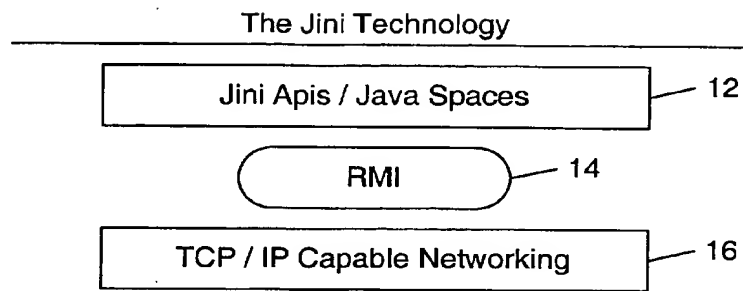 The Jini Technology
Jini Apis / Java Spaces
12
RMI
14
TCP / IP Capable Networking
16